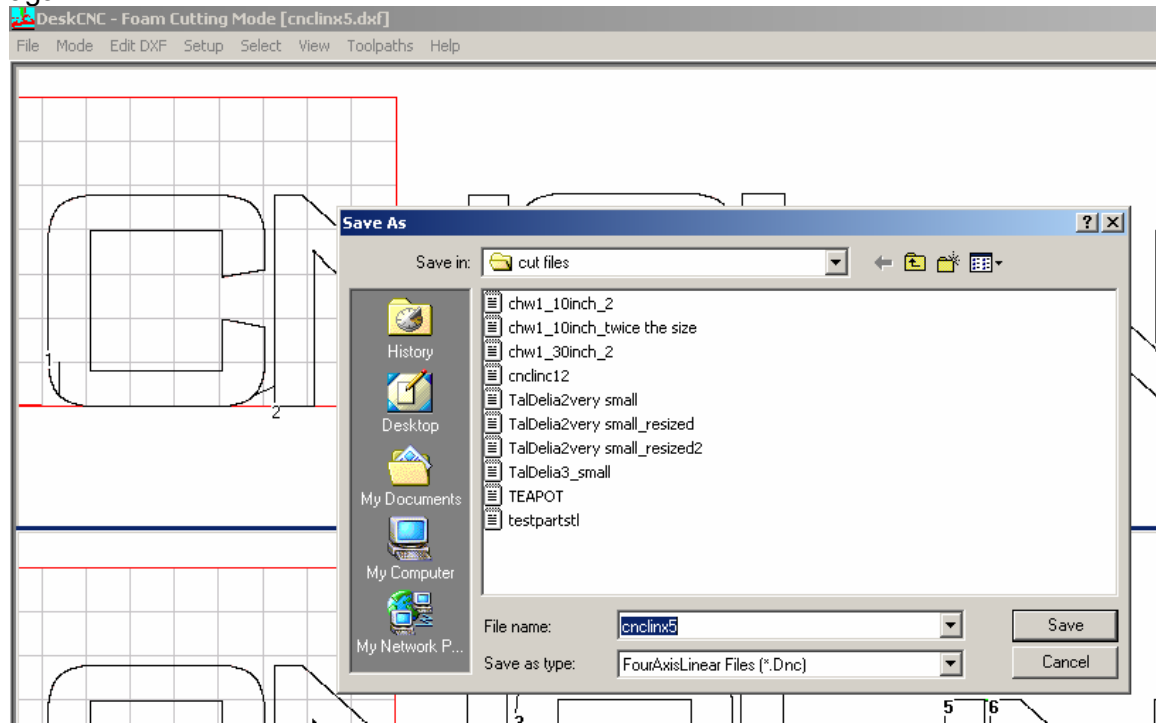 DeskCNC - Foam Cutting Mode [cnclinx5.dxf]
File Mode Edit DXF Setup Select View Toolpaths Help
Save As
Save in: cut files
chw1_10inch_2
chw1_10inch_twice the size
chw1_30inch_2
cnclinc12
TalDelia2very small
TalDelia2very small_resized
TalDelia2very small_resized2
TalDelia3_small
TEAPOT
testpartstl
History
Desktop
My Documents
My Computer
My Network P...
File name: cnclinx5 Save
Save as type: FourAxisLinear Files (*.Dnc) Cancel
1
2
3
5 6